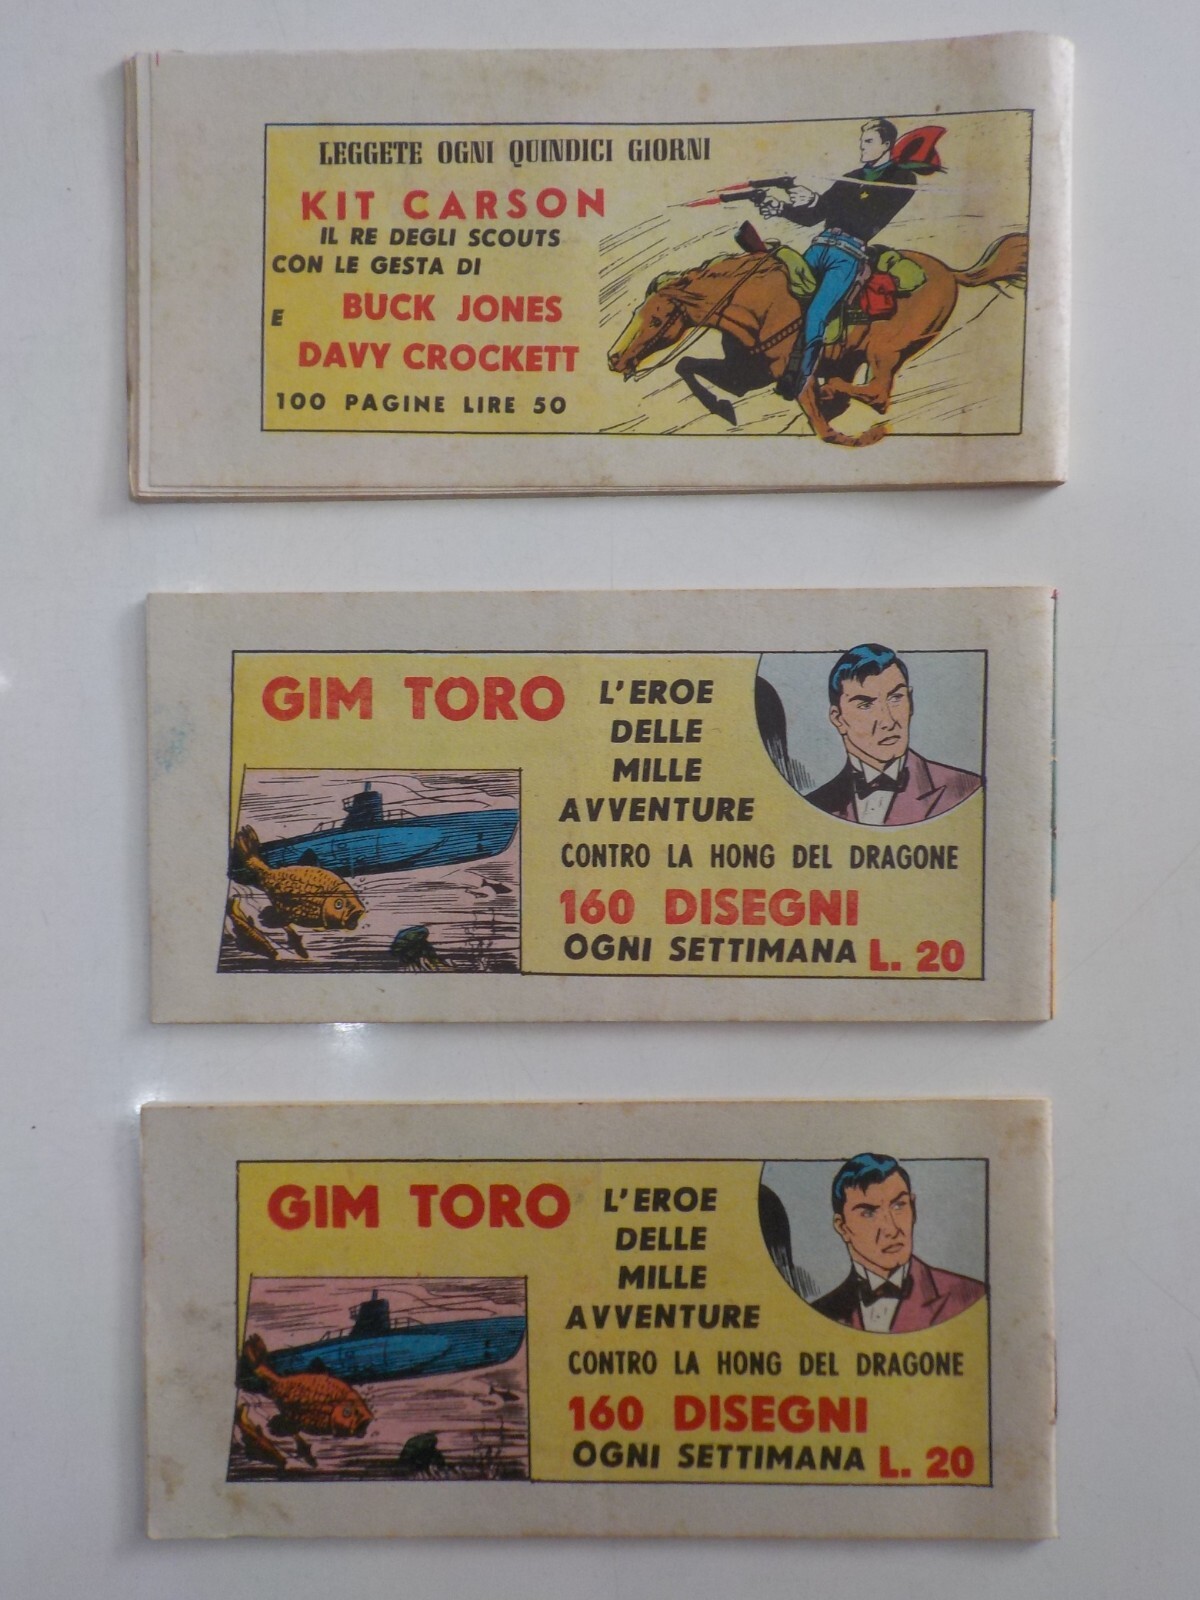 LEGGETE OGNI QUINDICI GIORNI
KIT CARSON
IL RE DEGLI SCOUTS
CON LE GESTA DI
BUCK JONES
E
DAVY CROCKETT
100 PAGINE LIRE 50
GIM TORO
L'EROE
DELLE
MILLE
AVVENTURE
CONTRO LA HONG DEL DRAGONE
160 DISEGNI
OGNI SETTIMANA L. 20
GIM TORO
L'EROE
DELLE
MILLE
AVVENTURE
CONTRO LA HONG DEL DRAGONE
160 DISEGNI
OGNI SETTIMANA L. 20